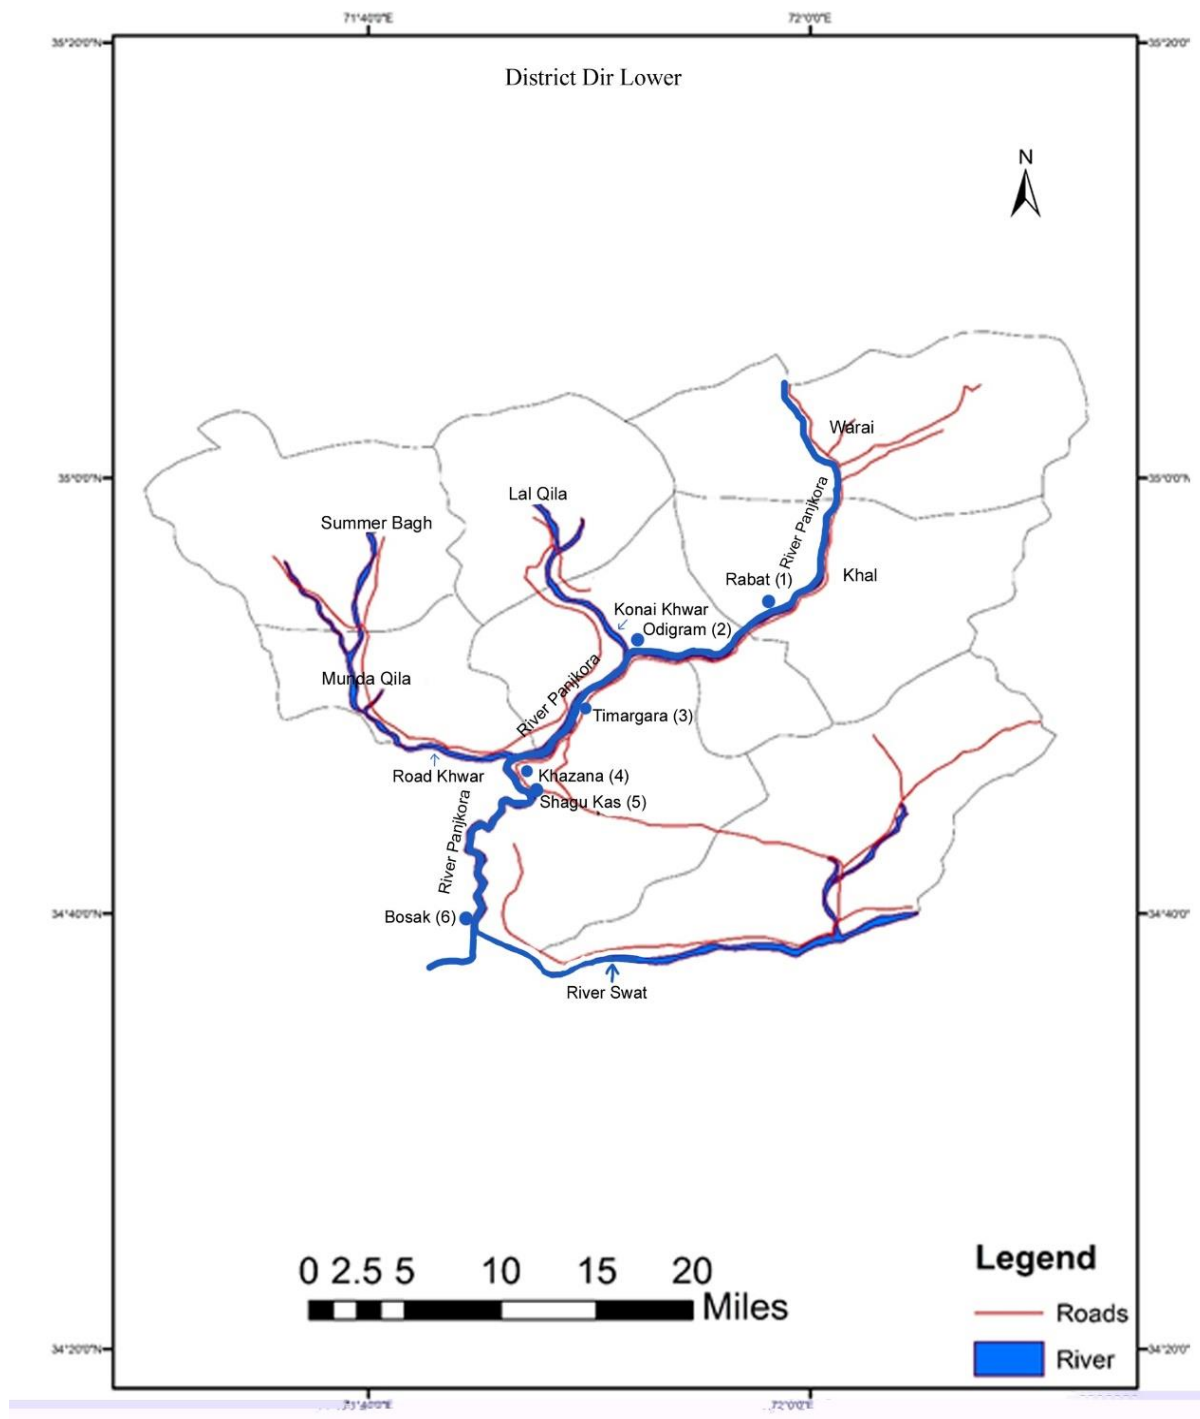 71°40'0"E 72°0'0"E
35°20'0"N 35°20'0"
District Dir Lower
N
Warai
35°0'0"N 35°0'0"N
Lal Qila
Summer Bagh
River Panjkora
Rabat (1) Khal
Konai Khwar
Odigram (2)
Munda Qila
River Panjkora
Timargara (3)
Road Khwar Khazana (4)
Shagu Kas (5)
River Panjkora
Bosak (6)
34°40'0"N 34°40'0"
River Swat
0 2.5 5 10 15 20
Miles
Legend
Roads
River
34°20'0"N 34°20'0"
72°0'0"E